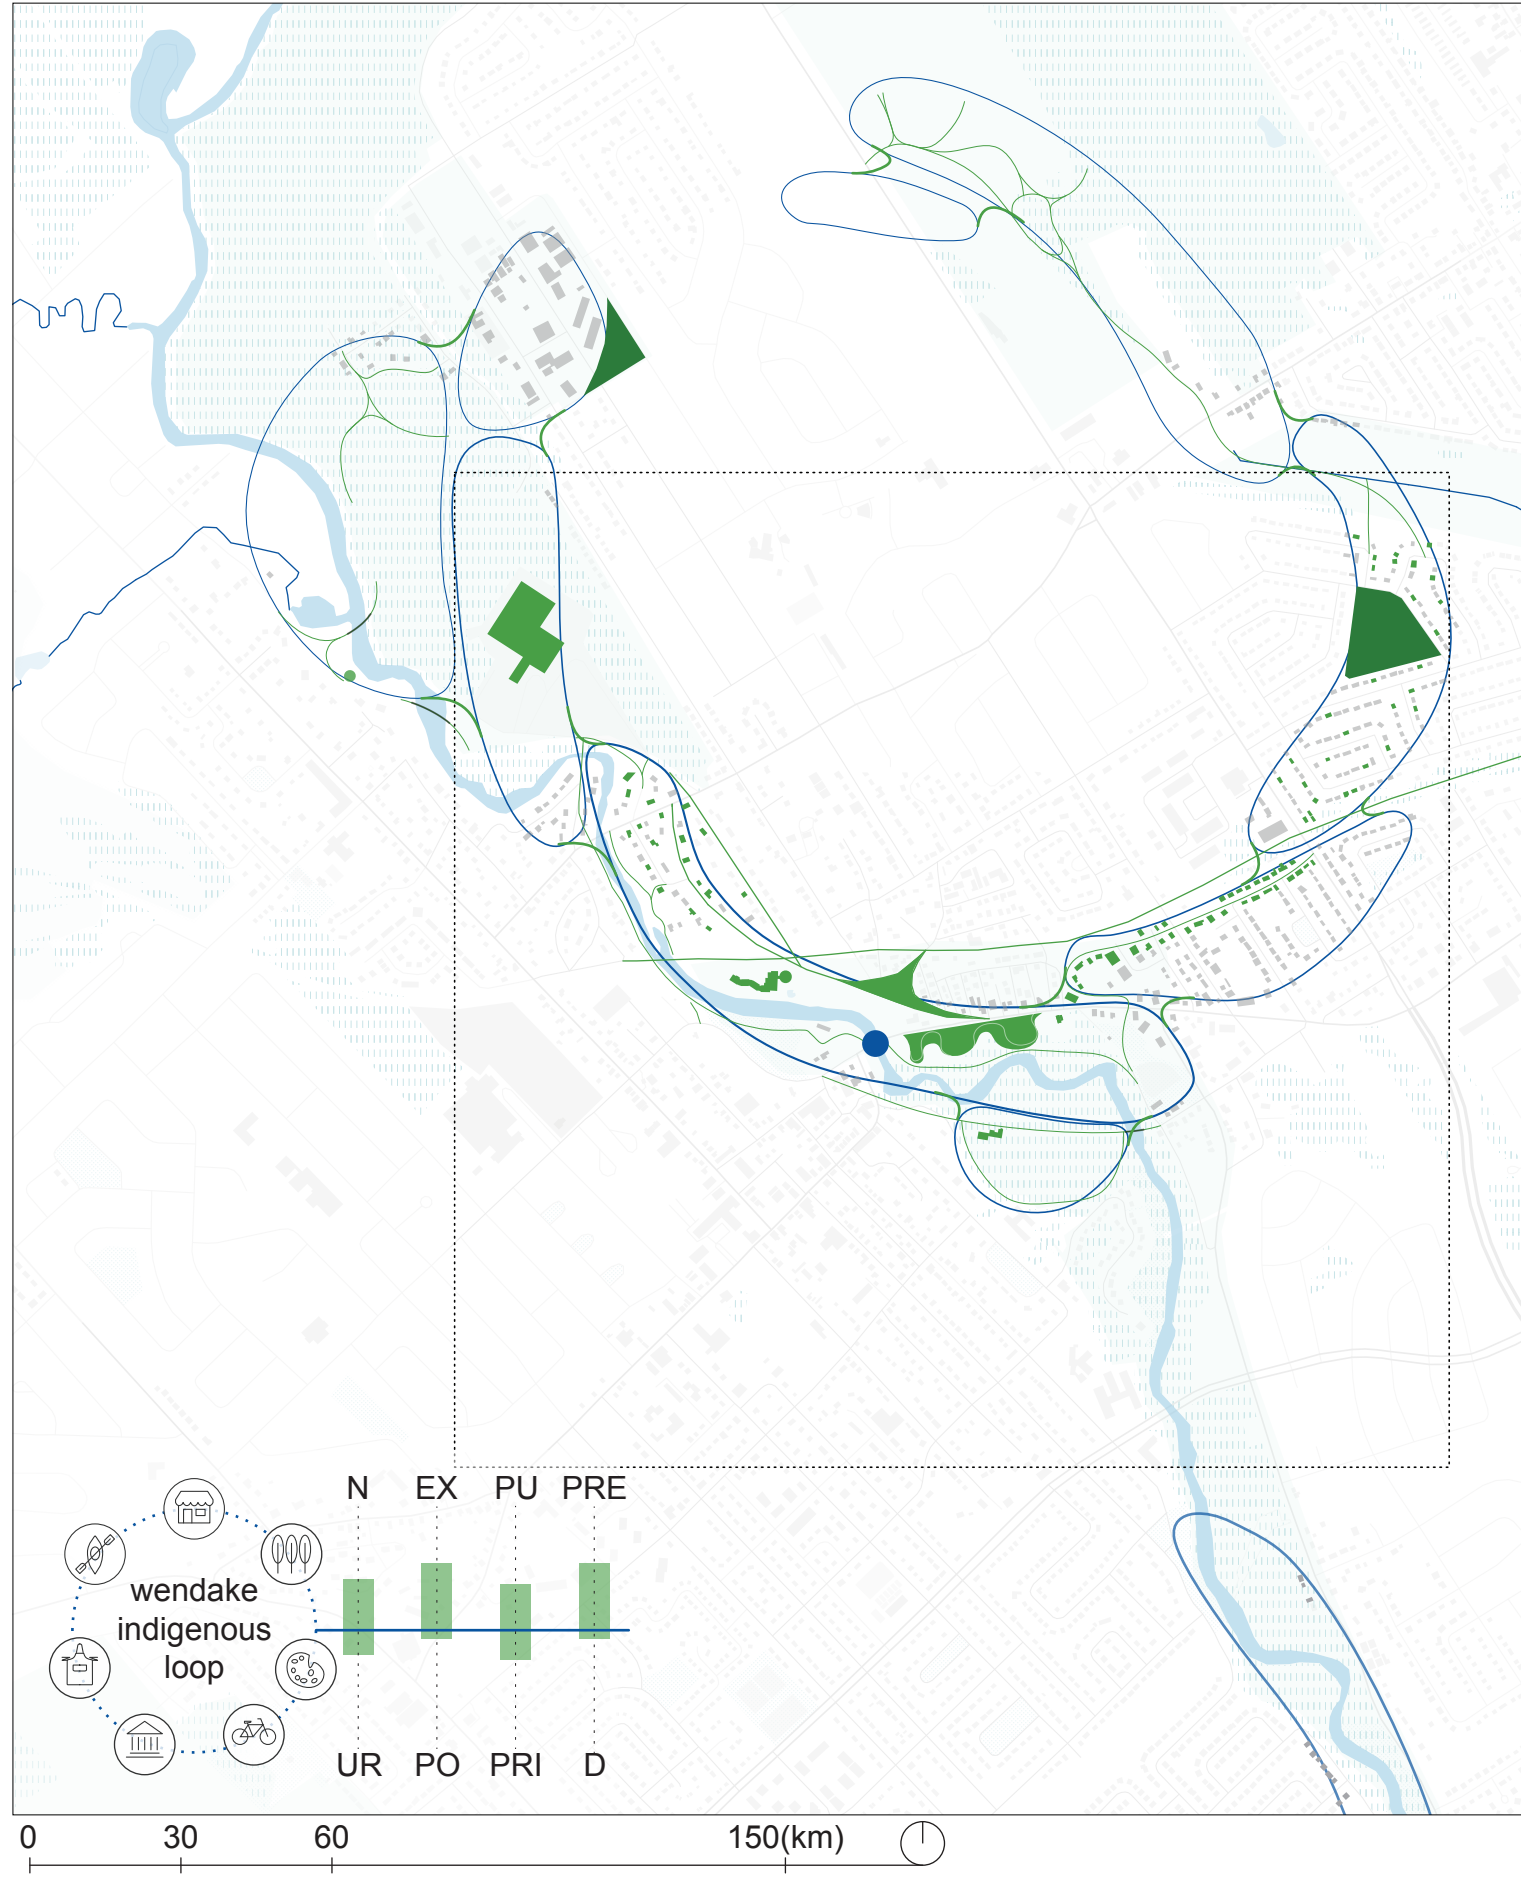 N EX PU PRE
wendake
indigenous
loop
UR PO PRI D
0 30 60 150(km)